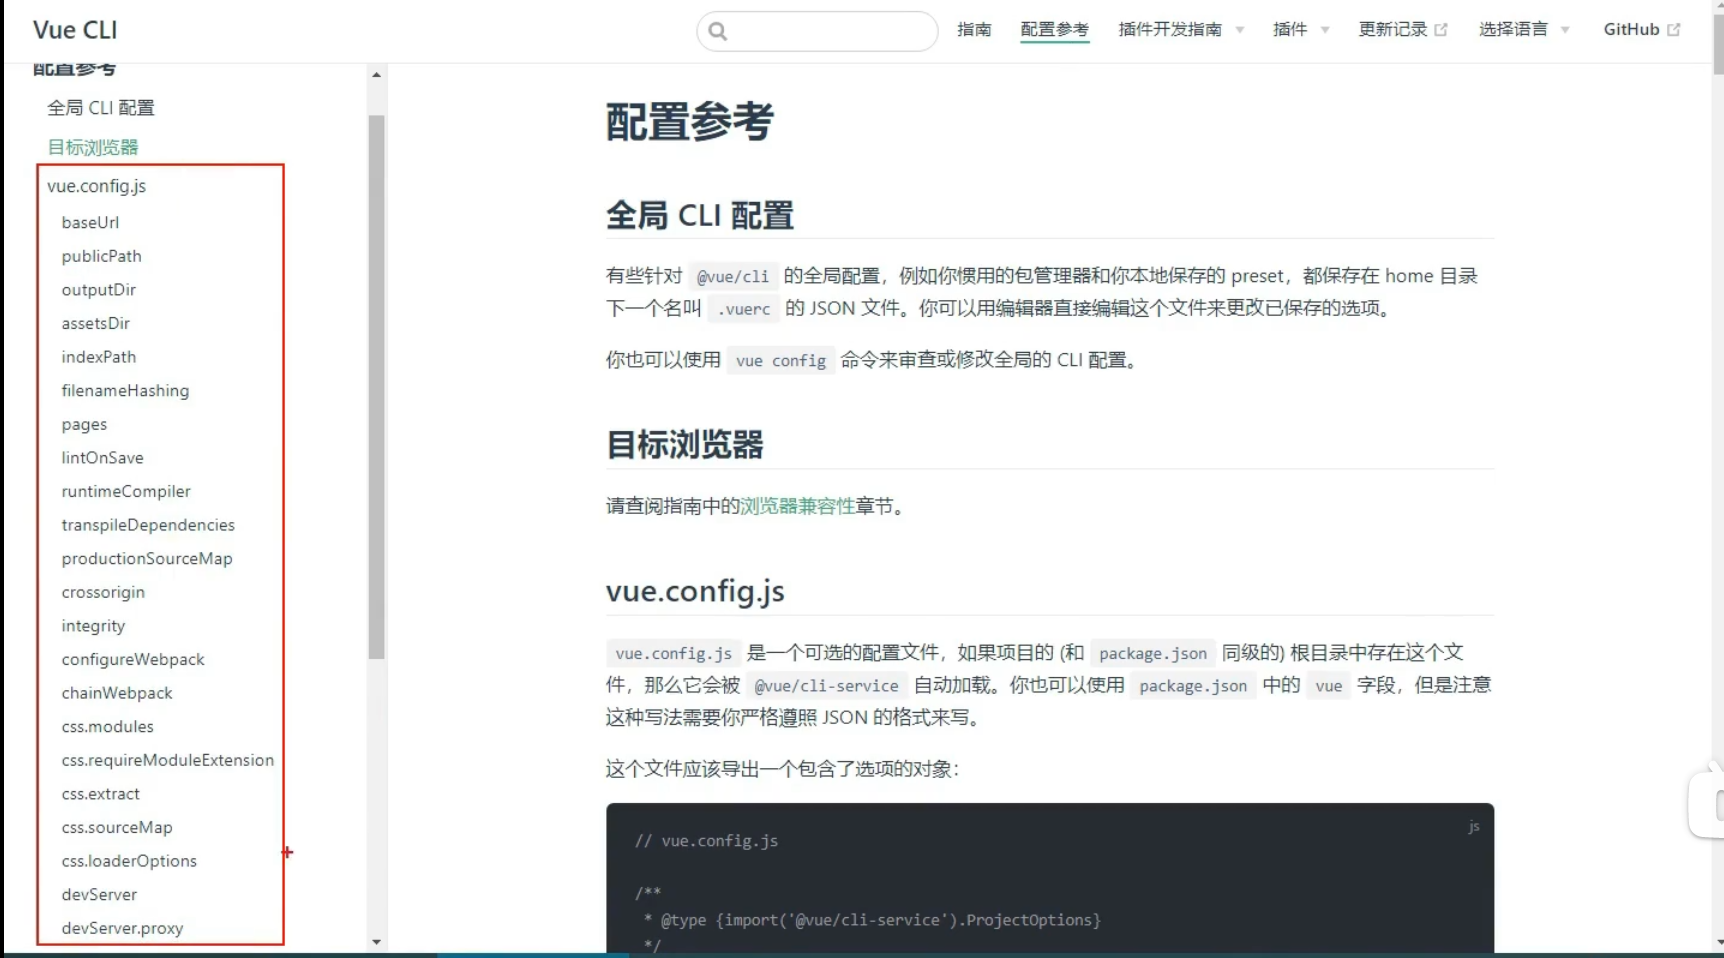 Vue CLI
指南
配置参考
插件开发指南
插件
更新记录
选择语言
GitHub
配置参考
全局 CLI 配置
目标浏览器
vue.config.js
baseUrl
publicPath
outputDir
assetsDir
indexPath
filenameHashing
pages
lintOnSave
runtimeCompiler
transpileDependencies
productionSourceMap
crossorigin
integrity
configureWebpack
chainWebpack
css.modules
css.requireModuleExtension
css.extract
css.sourceMap
css.loaderOptions
devServer
devServer.proxy
配置参考
全局 CLI 配置
有些针对 @vue/cli 的全局配置，例如你惯用的包管理器和你本地保存的 preset，都保存在 home 目录
下一个名叫 .vuerc 的 JSON 文件。你可以用编辑器直接编辑这个文件来更改已保存的选项。
你也可以使用 vue config 命令来审查或修改全局的 CLI 配置。
目标浏览器
请查阅指南中的浏览器兼容性章节。
vue.config.js
vue.config.js 是一个可选的配置文件，如果项目的 (和 package.json 同级的) 根目录中存在这个文
件，那么它会被 @vue/cli-service 自动加载。你也可以使用 package.json 中的 vue 字段，但是注意
这种写法需要你严格遵照 JSON 的格式来写。
这个文件应该导出一个包含了选项的对象：
js
// vue.config.js
/**
* @type {import('@vue/cli-service').ProjectOptions}
*/